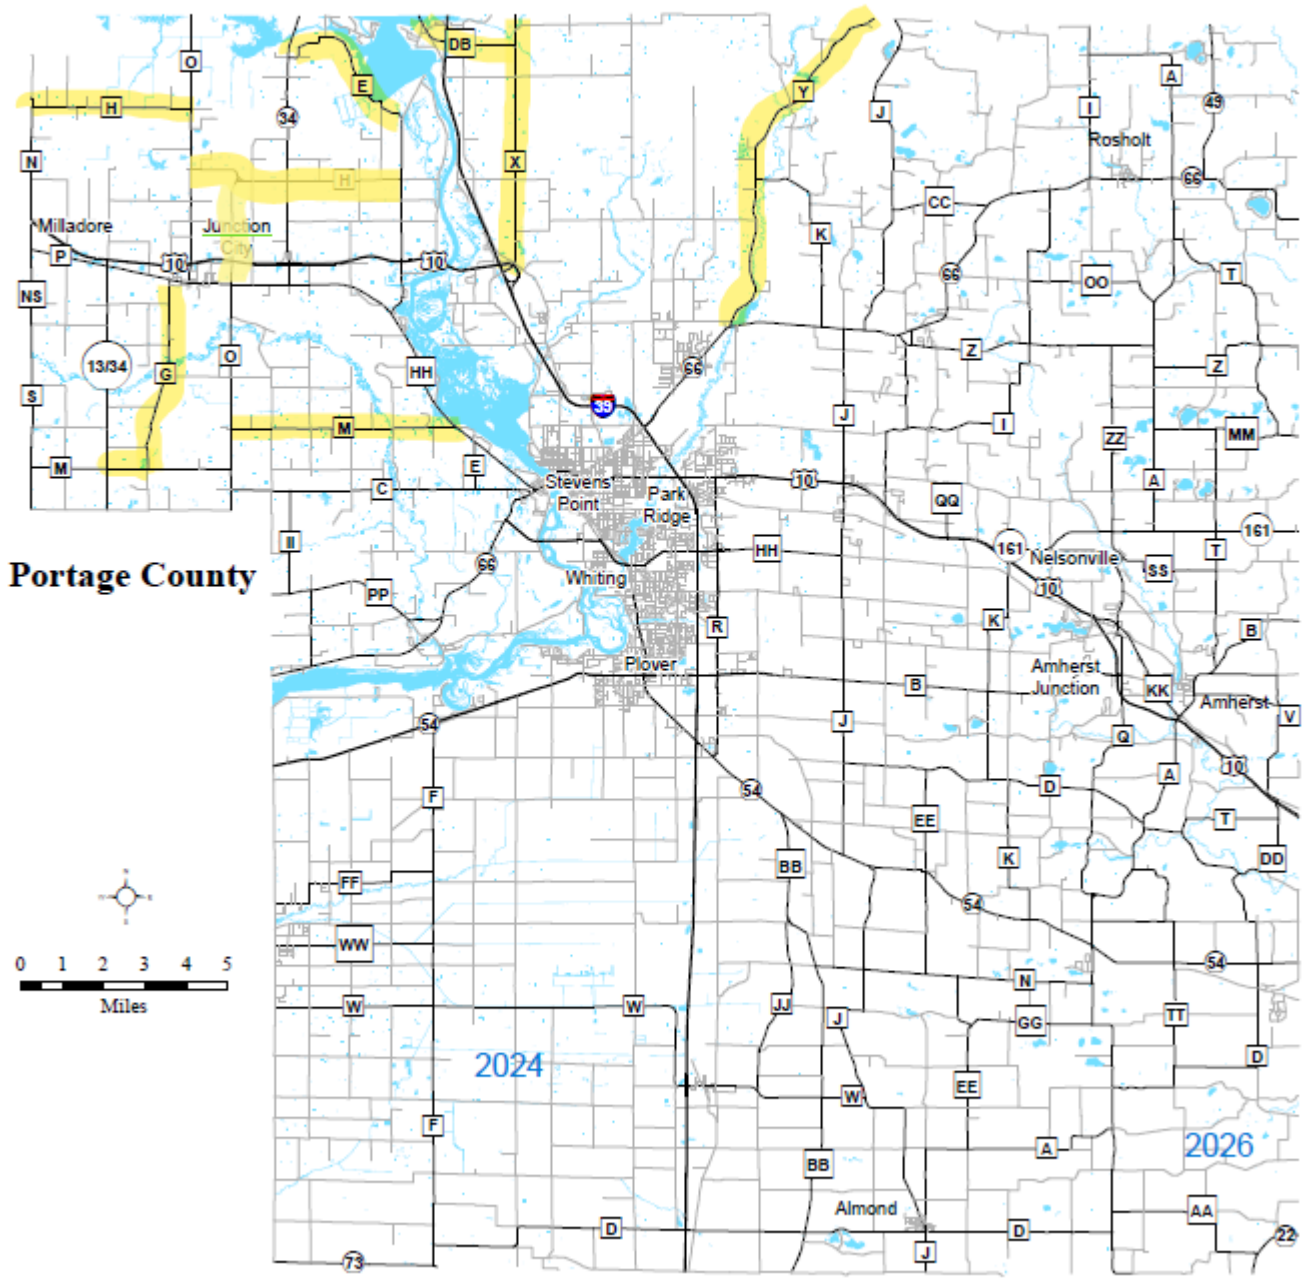 DB
O
E
Y
A
H
34
J
I
49
Rosholt
N
X
66
H
CC
Milladore
Junction
City
K
P
10
10
66
T
OO
NS
13/34
G
O
HH
66
Z
Z
S
39
J
I
M
ZZ
MM
M
E
C
Stevens
Point
Park
Ridge
10
QQ
A
II
66
HH
161
Nelsonville
161
T
SS
10
Portage County
PP
Whiting
K
R
B
Plover
B
Amherst
Junction
KK
Amherst
V
54
J
Q
10
A
F
54
D
EE
T
BB
K
DD
FF
54
N
W E
S
WW
0 1 2 3 4 5
Miles
54
N
W
W
JJ
J
GG
TT
2024
D
EE
W
F
A
2026
BB
Almond
AA
D
D
22
J
73